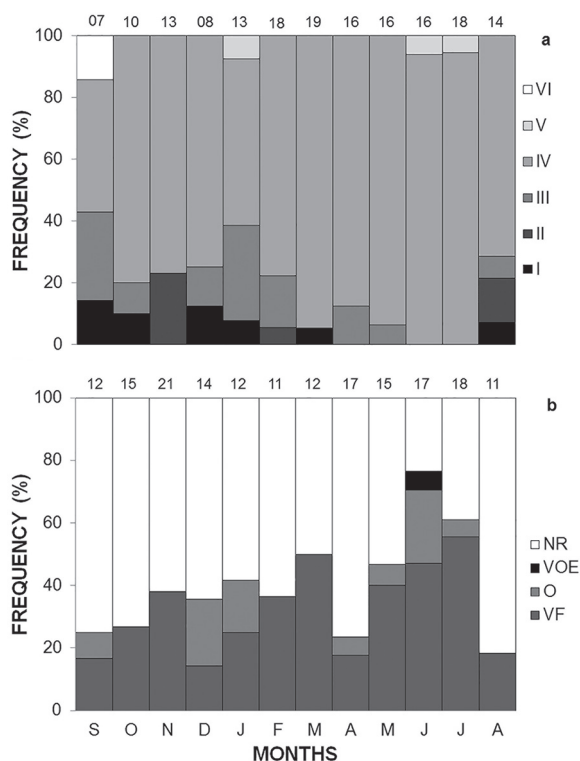 07 10 13 08 13 18 19 16 16 16 18 14
100
80
60
40
20
0
FREQUENCY (%)
a
VI
V
IV
III
II
I
12 15 21 14 12 11 12 17 15 17 18 11
100
80
60
40
20
0
FREQUENCY (%)
b
NR
VOE
O
VF
S O N D J F M A M J J A
MONTHS